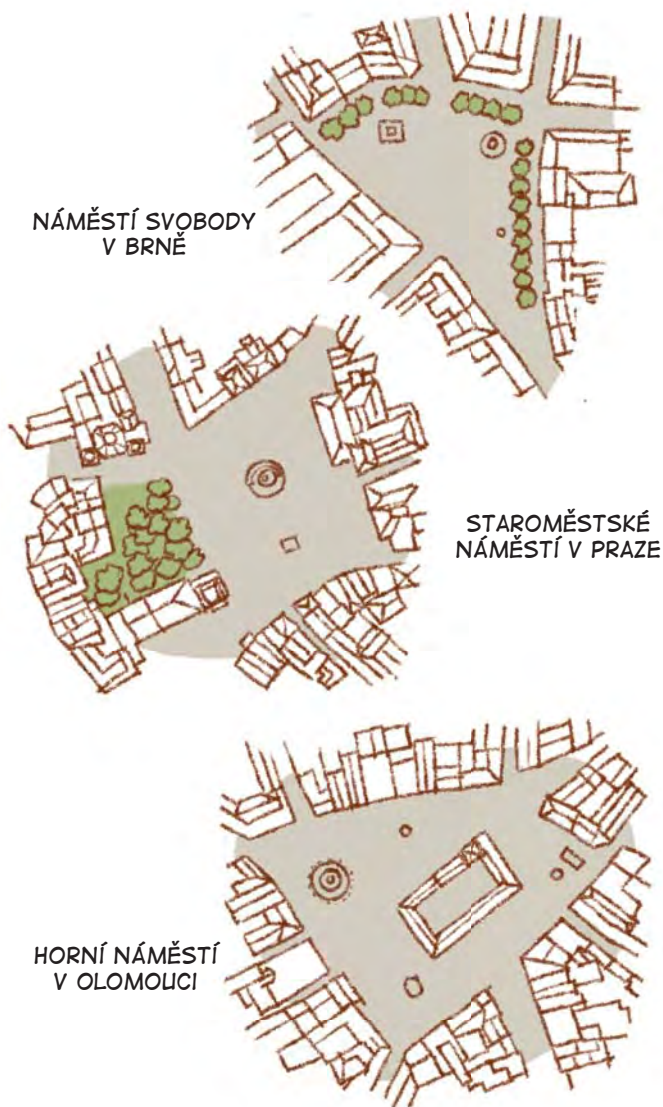 NÁMĚSTÍ SVOBODY
V BRNĚ
STAROMĚSTSKÉ
NÁMĚSTÍ V PRAZE
HORNÍ NÁMĚSTÍ
V OLOMOUCI